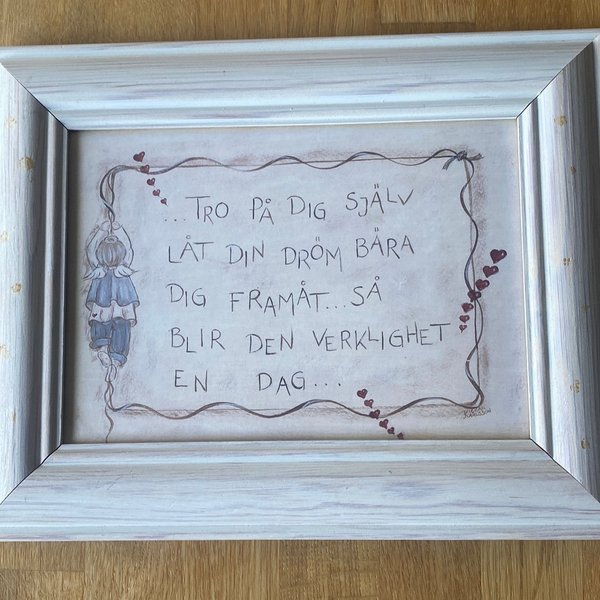 ...TRO PÅ DIG SJÄLV
LÅT DIN DRÖM BÄRA
DIG FRAMÅT...SÅ
BLIR DEN VERKLIGHET
EN DAG...